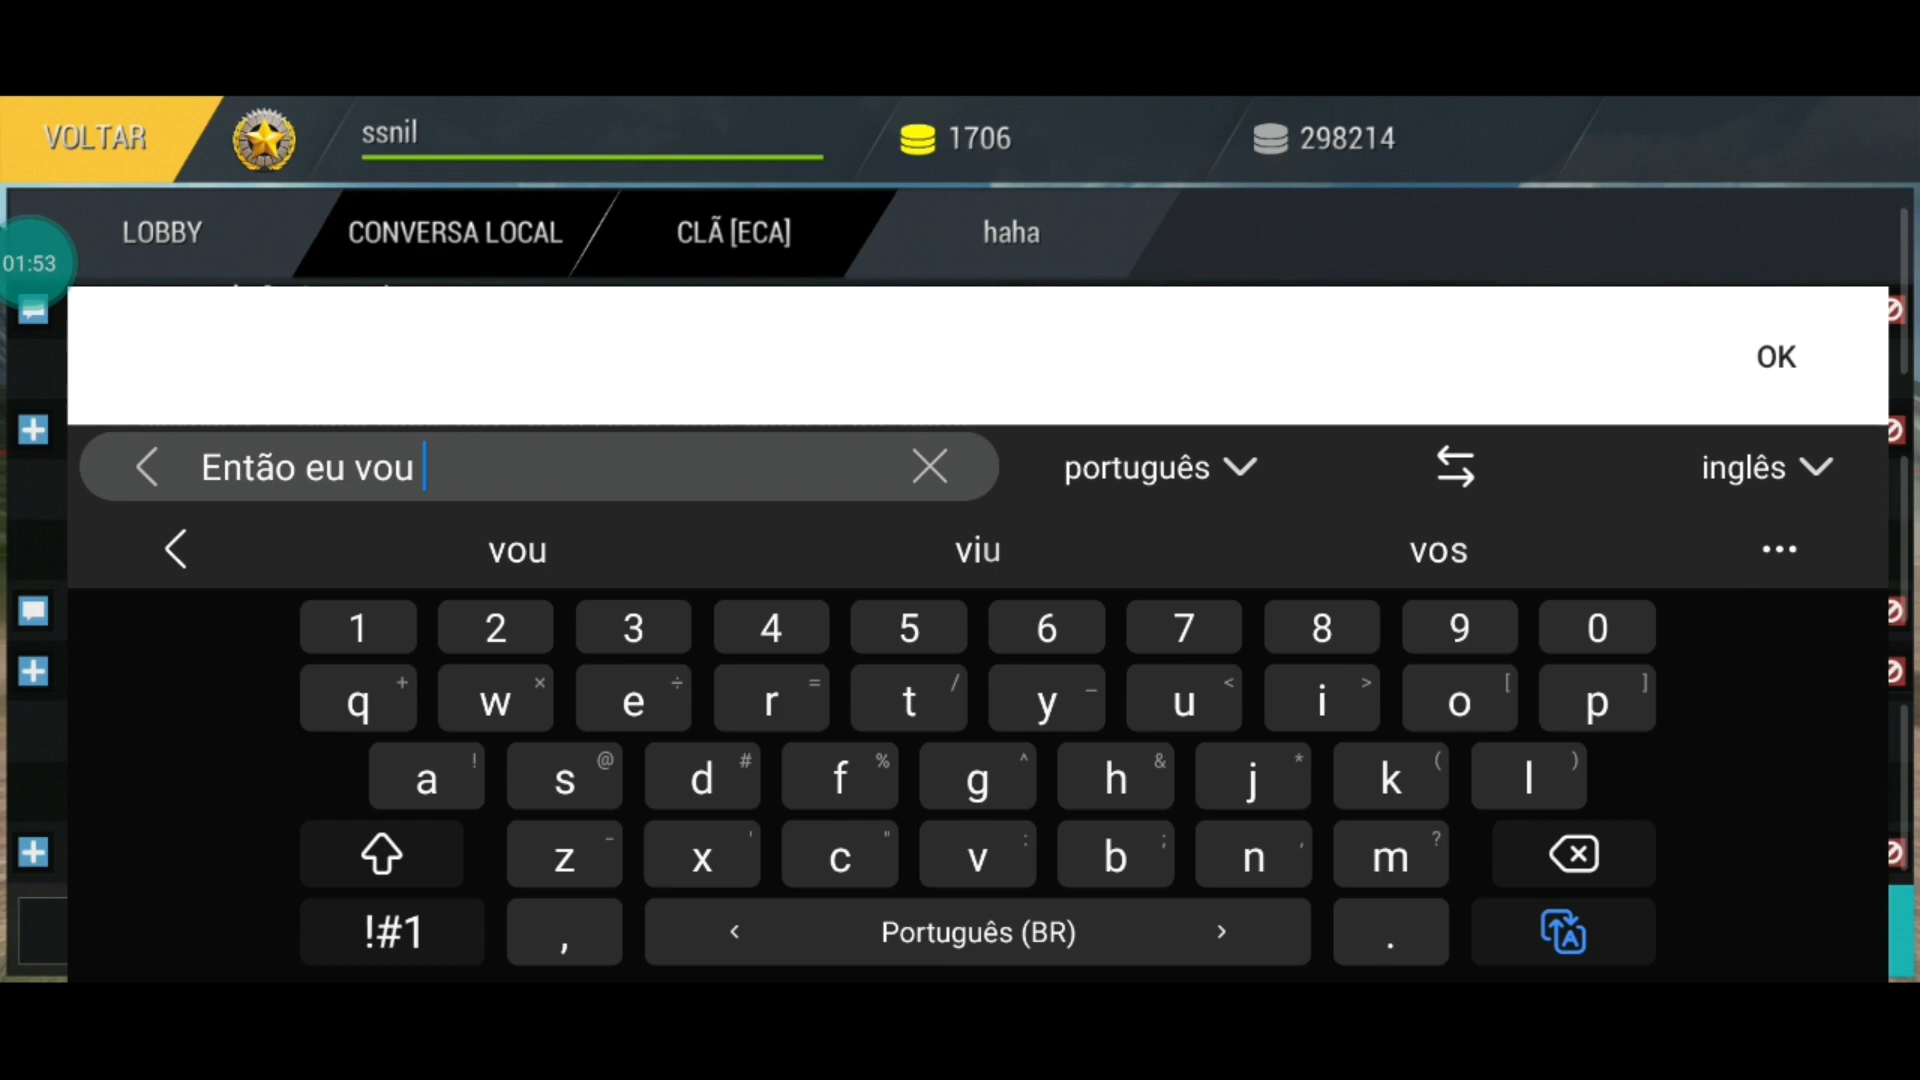 VOLTAR
ssnil
1706
298214
LOBBY
CONVERSA LOCAL
CLÃ [ECA]
haha
01:53
OK
Então eu vou
português
inglês
vou
viu
vos
1 2 3 4 5 6 7 8 9 0
q + w × e ÷ r = t / y _ u < i > o [ p ]
a ! s @ d # f % g ^ h & j * k ( l )
z - x ' c " v : b ; n , m ?
!#1 , < Português (BR) > .